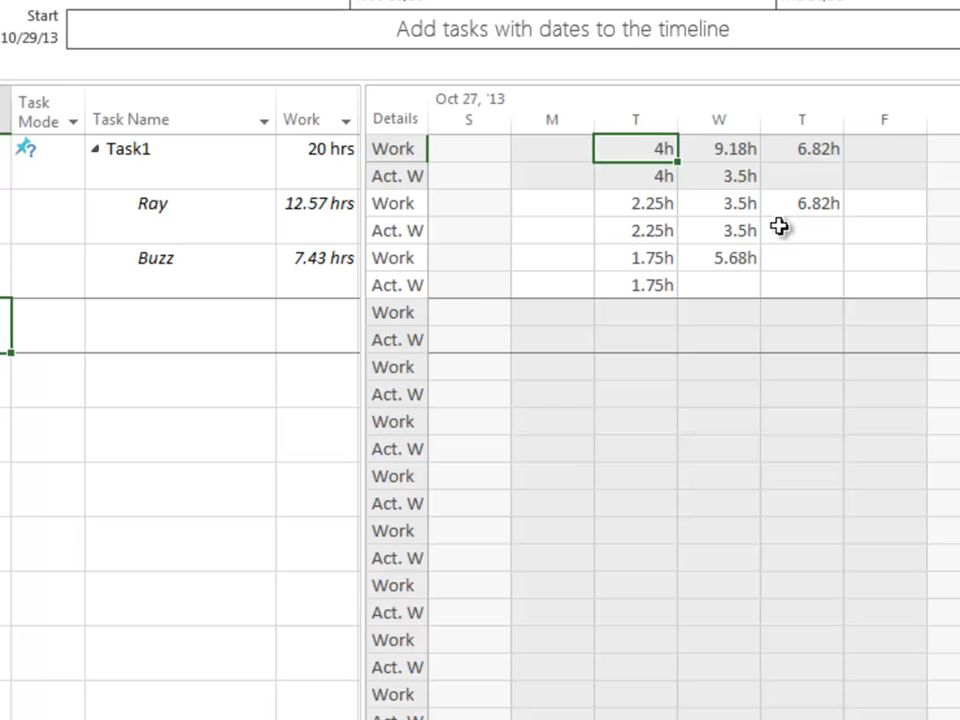 Start
10/29/13
Add tasks with dates to the timeline
Oct 27, '13
Task Mode Task Name Work Details S M T W T F
Task1 20 hrs Work 4h 9.18h 6.82h
Act. W 4h 3.5h
Ray 12.57 hrs Work 2.25h 3.5h 6.82h
Act. W 2.25h 3.5h
Buzz 7.43 hrs Work 1.75h 5.68h
Act. W 1.75h
Work
Act. W
Work
Act. W
Work
Act. W
Work
Act. W
Work
Act. W
Work
Act. W
Work
Act. W
Work